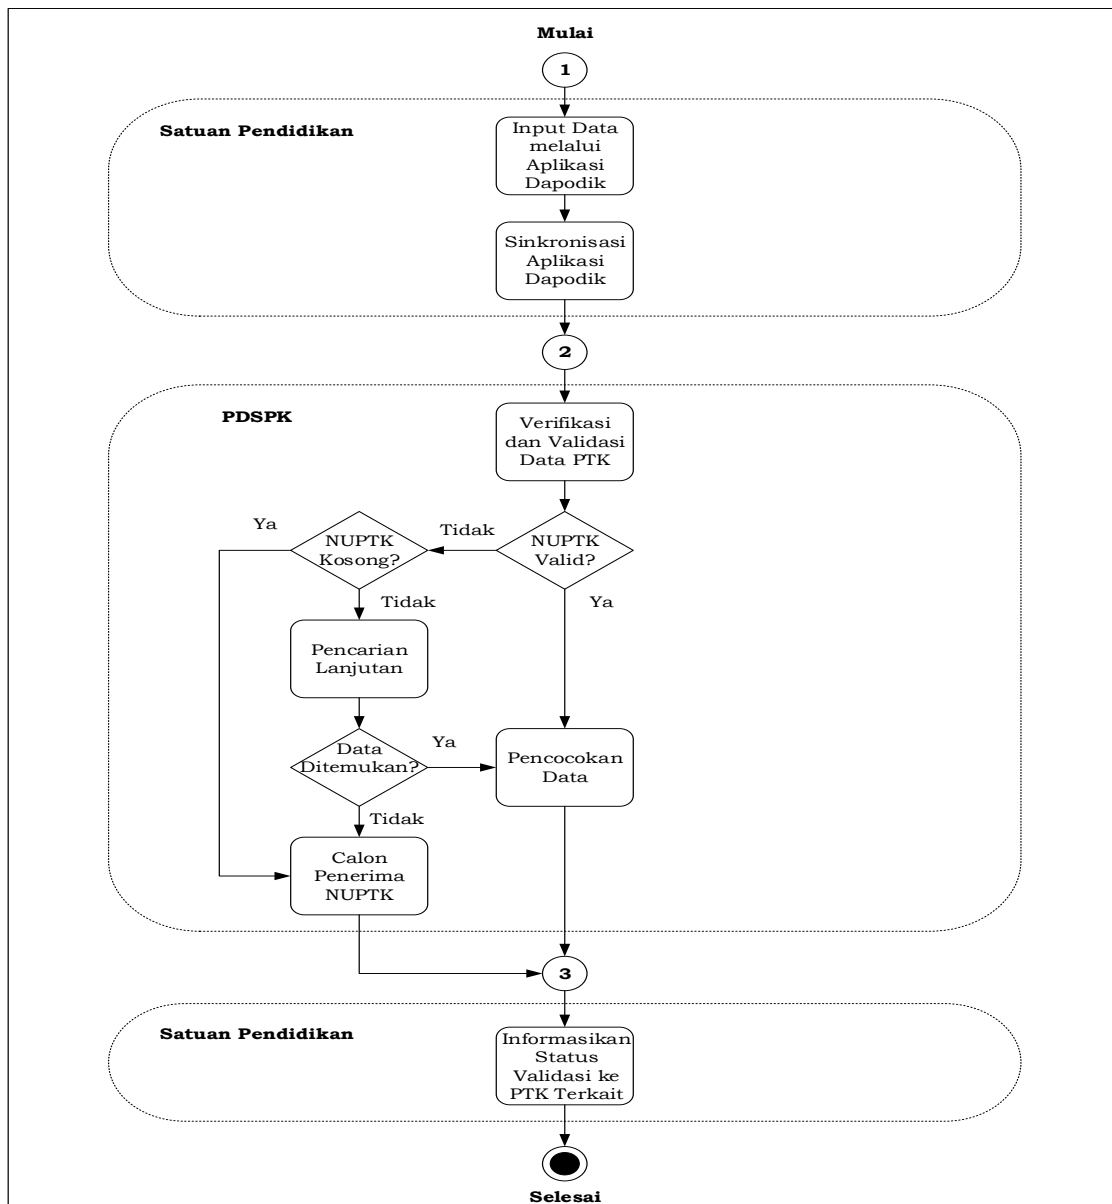 Mulai
1
Satuan Pendidikan
Input Data
melalui
Aplikasi
Dapodik
Sinkronisasi
Aplikasi
Dapodik
2
PDSPK
Verifikasi
dan Validasi
Data PTK
Ya
NUPTK
Kosong?
Tidak
NUPTK
Valid?
Tidak
Ya
Pencarian
Lanjutan
Data
Ditemukan?
Ya
Pencocokan
Data
Tidak
Calon
Penerima
NUPTK
3
Satuan Pendidikan
Informasikan
Status
Validasi ke
PTK Terkait
Selesai